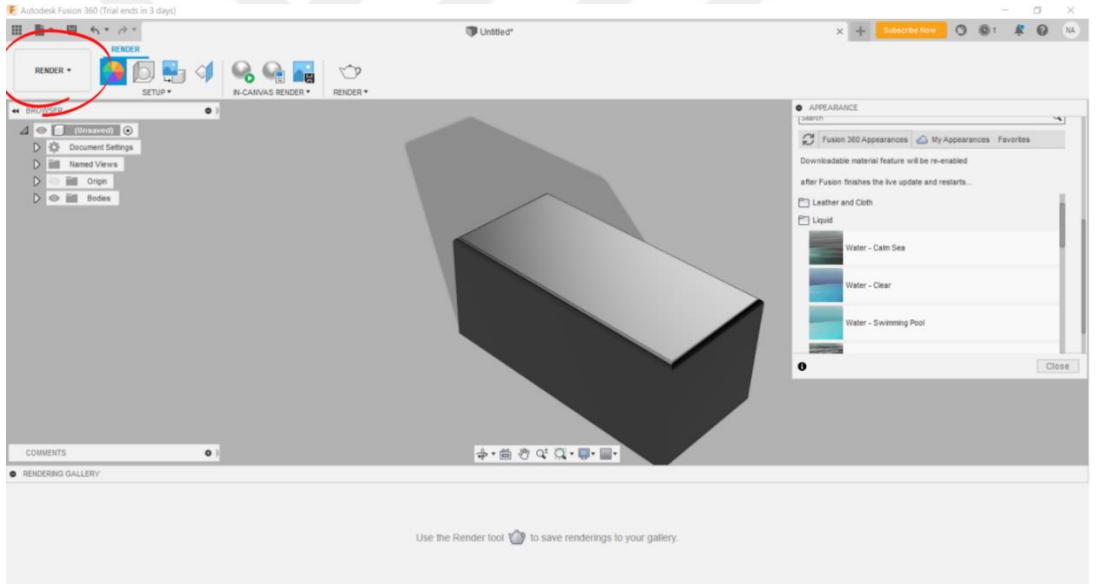 Autodesk Fusion 360 (Trial ends in 3 days)
Untitled*
Subscribe Now
1
NA
RENDER
RENDER
SETUP
IN-CANVAS RENDER
RENDER
BROWSER
(Unsaved)
Document Settings
Named Views
Origin
Bodies
APPEARANCE
Search
Fusion 360 Appearances My Appearances Favorites
Downloadable material feature will be re-enabled
after Fusion finishes the live update and restarts...
Leather and Cloth
Liquid
Water - Calm Sea
Water - Clear
Water - Swimming Pool
Close
COMMENTS
RENDERING GALLERY
Use the Render tool to save renderings to your gallery.